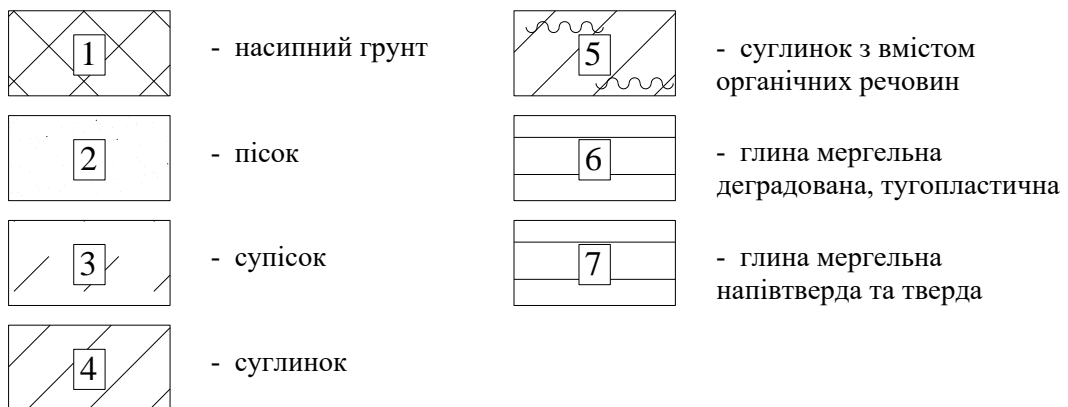 1 - насипний грунт
2 - пісок
3 - супісок
4 - суглинок
5 - суглинок з вмістом
органічних речовин
6 - глина мергельна
деградована, тугопластична
7 - глина мергельна
напівтверда та тверда